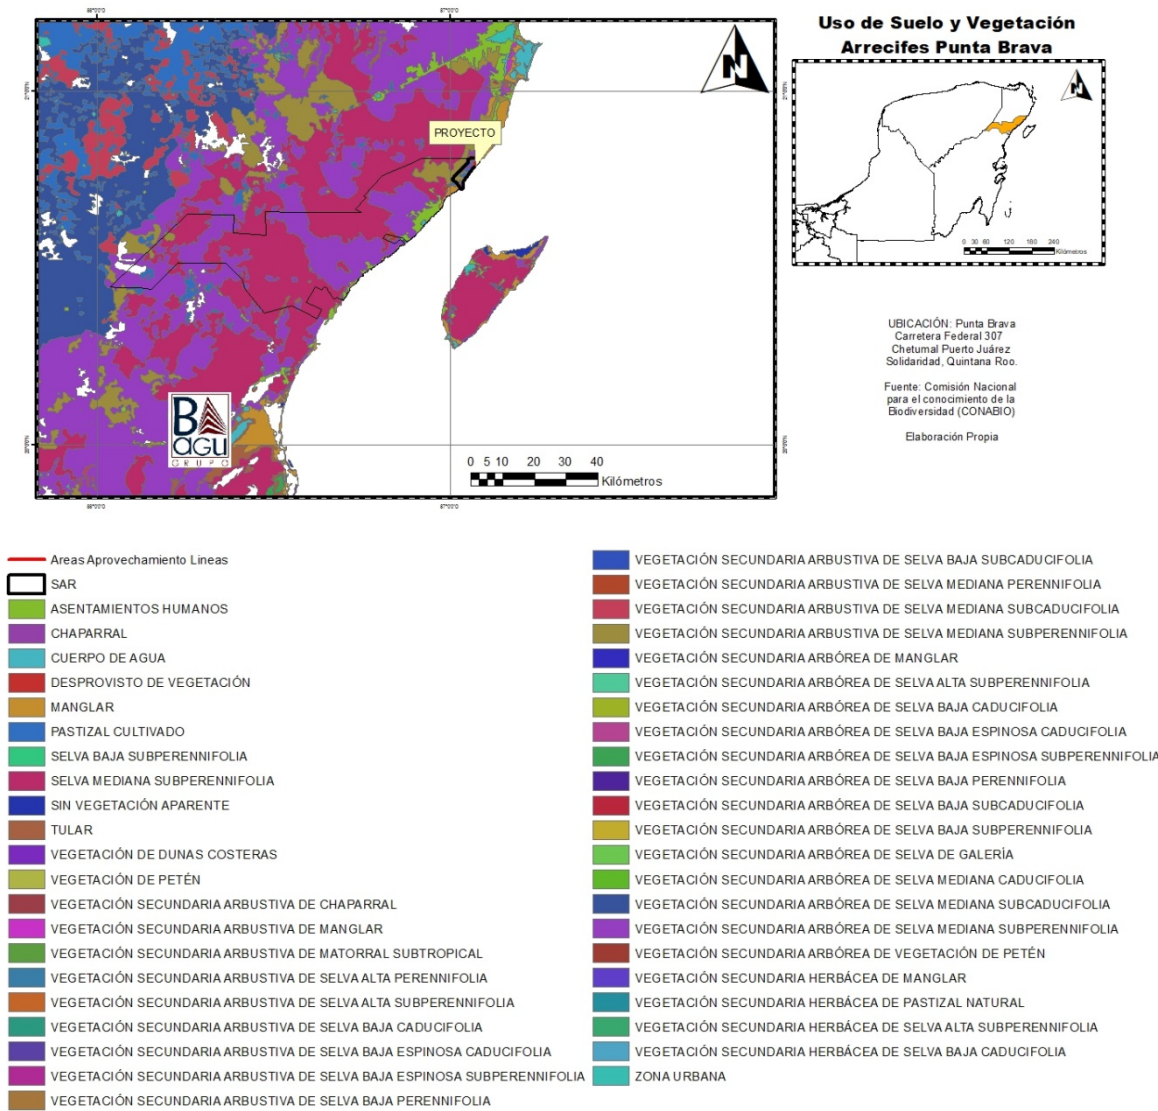 Uso de Suelo y Vegetación
Arrecifes Punta Brava
PROYECTO
N
N
0 30 60 120 180 240
Kilómetros
UBICACIÓN: Punta Brava
Carretera Federal 307
Chetumal Puerto Juárez
Solidaridad, Quintana Roo.
Fuente: Comisión Nacional
para el conocimiento de la
Biodiversidad (CONABIO)
Elaboración Propia
BAGU
GRUPO
0 5 10 20 30 40
Kilómetros
Areas Aprovechamiento Lineas
SAR
ASENTAMIENTOS HUMANOS
CHAPARRAL
CUERPO DE AGUA
DESPROVISTO DE VEGETACIÓN
MANGLAR
PASTIZAL CULTIVADO
SELVA BAJA SUBPERENNIFOLIA
SELVA MEDIANA SUBPERENNIFOLIA
SIN VEGETACIÓN APARENTE
TULAR
VEGETACIÓN DE DUNAS COSTERAS
VEGETACIÓN DE PETÉN
VEGETACIÓN SECUNDARIA ARBUSTIVA DE CHAPARRAL
VEGETACIÓN SECUNDARIA ARBUSTIVA DE MANGLAR
VEGETACIÓN SECUNDARIA ARBUSTIVA DE MATORRAL SUBTROPICAL
VEGETACIÓN SECUNDARIA ARBUSTIVA DE SELVA ALTA PERENNIFOLIA
VEGETACIÓN SECUNDARIA ARBUSTIVA DE SELVA ALTA SUBPERENNIFOLIA
VEGETACIÓN SECUNDARIA ARBUSTIVA DE SELVA BAJA CADUCIFOLIA
VEGETACIÓN SECUNDARIA ARBUSTIVA DE SELVA BAJA ESPINOSA CADUCIFOLIA
VEGETACIÓN SECUNDARIA ARBUSTIVA DE SELVA BAJA ESPINOSA SUBPERENNIFOLIA
VEGETACIÓN SECUNDARIA ARBUSTIVA DE SELVA BAJA PERENNIFOLIA
VEGETACIÓN SECUNDARIA ARBUSTIVA DE SELVA BAJA SUBCADUCIFOLIA
VEGETACIÓN SECUNDARIA ARBUSTIVA DE SELVA MEDIANA PERENNIFOLIA
VEGETACIÓN SECUNDARIA ARBUSTIVA DE SELVA MEDIANA SUBCADUCIFOLIA
VEGETACIÓN SECUNDARIA ARBUSTIVA DE SELVA MEDIANA SUBPERENNIFOLIA
VEGETACIÓN SECUNDARIA ARBÓREA DE MANGLAR
VEGETACIÓN SECUNDARIA ARBÓREA DE SELVA ALTA SUBPERENNIFOLIA
VEGETACIÓN SECUNDARIA ARBÓREA DE SELVA BAJA CADUCIFOLIA
VEGETACIÓN SECUNDARIA ARBÓREA DE SELVA BAJA ESPINOSA CADUCIFOLIA
VEGETACIÓN SECUNDARIA ARBÓREA DE SELVA BAJA ESPINOSA SUBPERENNIFOLIA
VEGETACIÓN SECUNDARIA ARBÓREA DE SELVA BAJA PERENNIFOLIA
VEGETACIÓN SECUNDARIA ARBÓREA DE SELVA BAJA SUBCADUCIFOLIA
VEGETACIÓN SECUNDARIA ARBÓREA DE SELVA BAJA SUBPERENNIFOLIA
VEGETACIÓN SECUNDARIA ARBÓREA DE SELVA DE GALERÌA
VEGETACIÓN SECUNDARIA ARBÓREA DE SELVA MEDIANA CADUCIFOLIA
VEGETACIÓN SECUNDARIA ARBÓREA DE SELVA MEDIANA SUBCADUCIFOLIA
VEGETACIÓN SECUNDARIA ARBÓREA DE SELVA MEDIANA SUBPERENNIFOLIA
VEGETACIÓN SECUNDARIA ARBÓREA DE VEGETACIÓN DE PETÉN
VEGETACIÓN SECUNDARIA HERBÁCEA DE MANGLAR
VEGETACIÓN SECUNDARIA HERBÁCEA DE PASTIZAL NATURAL
VEGETACIÓN SECUNDARIA HERBÁCEA DE SELVA ALTA SUBPERENNIFOLIA
VEGETACIÓN SECUNDARIA HERBÁCEA DE SELVA BAJA CADUCIFOLIA
ZONA URBANA